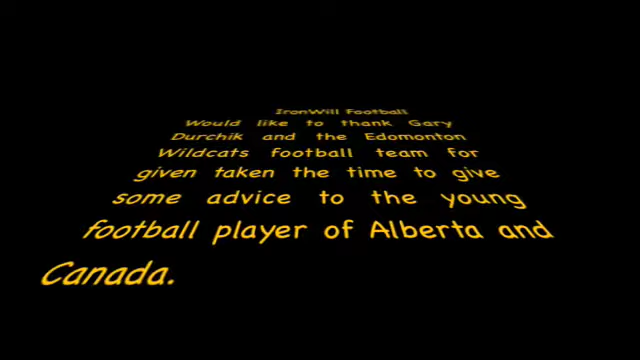 IronWill Football
Would like to thank Gary
Durchik and the Edomonton
Wildcats football team for
given taken the time to give
some advice to the young
football player of Alberta and
Canada.